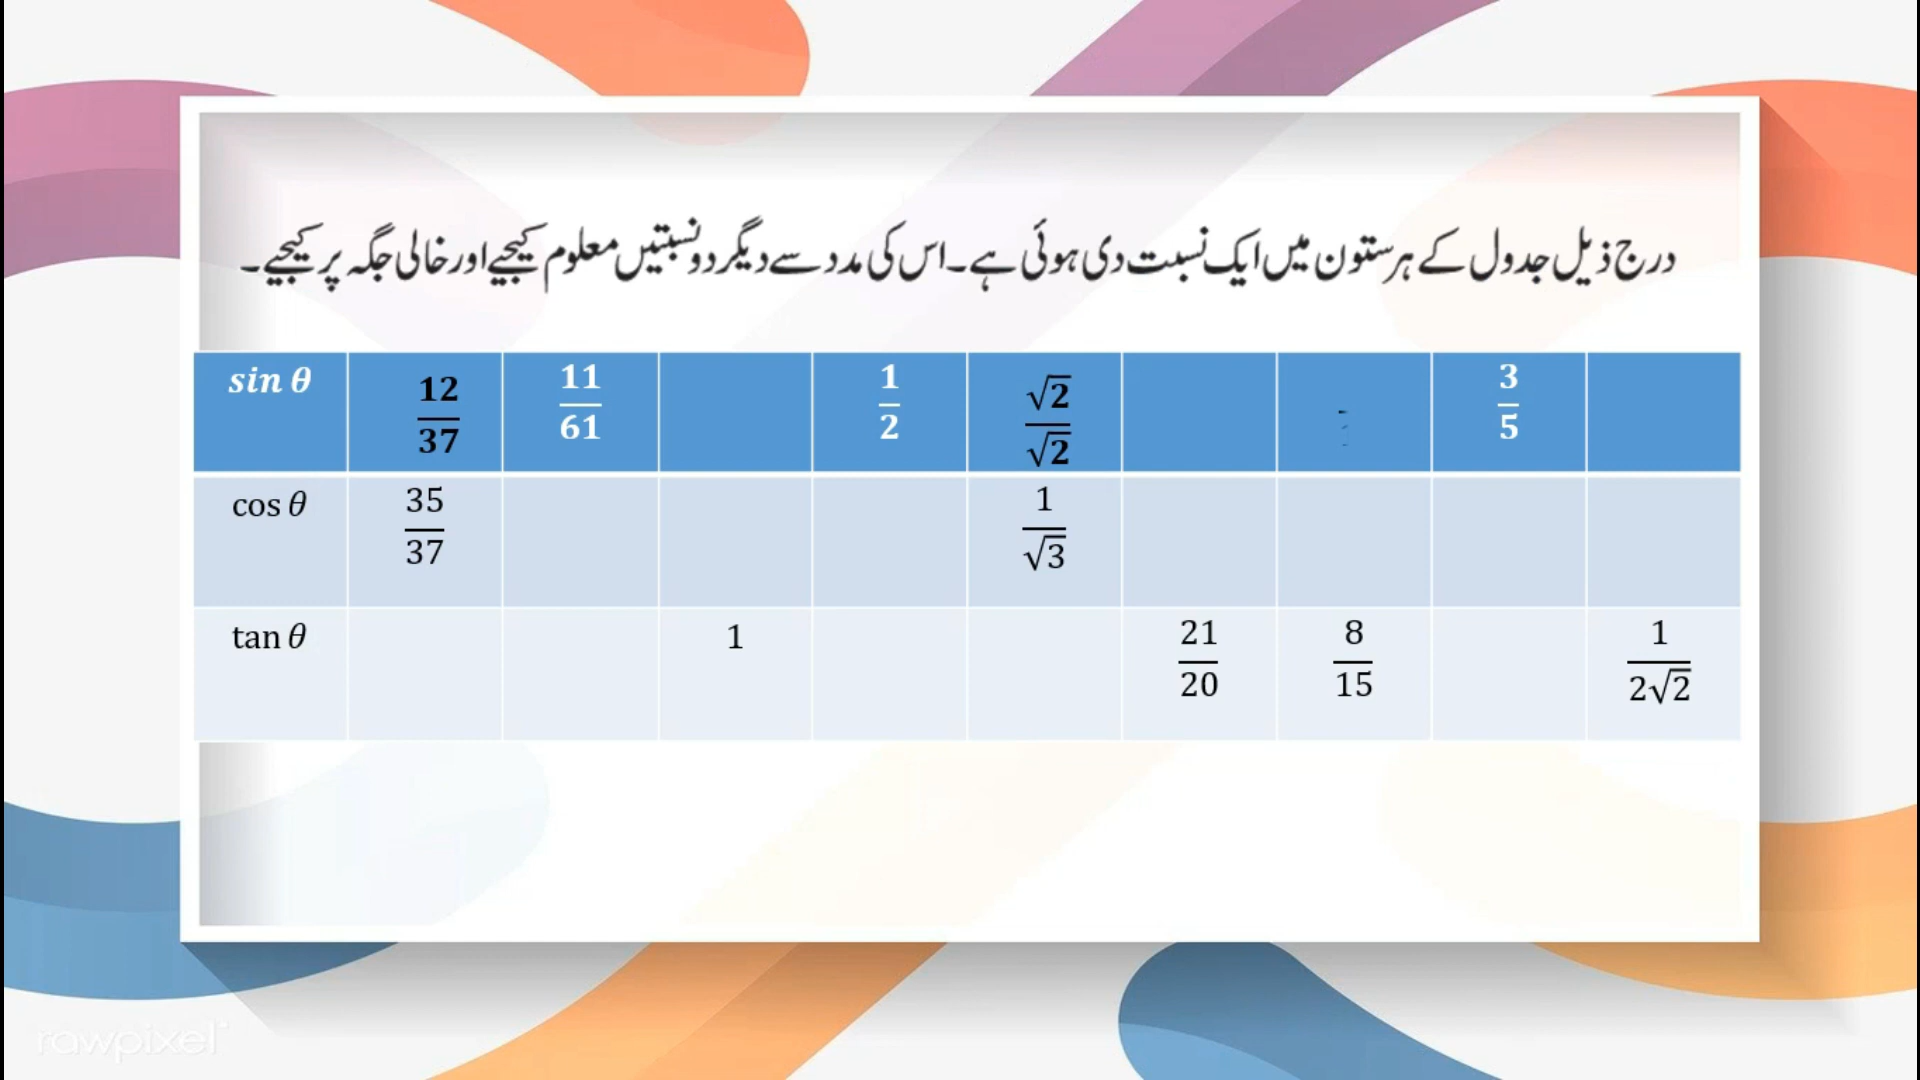 درج ذیل جدول کے ہر ستون میں ایک نسبت دی ہوئی ہے۔ اس کی مدد سے دیگر دو نسبتیں معلوم کیجیے اور خالی جگہ پر کیجیے۔
sin θ 12/37 11/61 1/2 √2/√2 3/5
cos θ 35/37 1/√3
tan θ 1 21/20 8/15 1/2√2
rawpixel